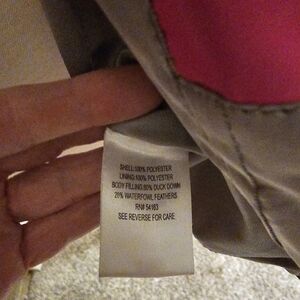 SHELL:100% POLYESTER
LINING:100% POLYESTER
BODY FILLING:80% DUCK DOWN
20% WATERFOWL FEATHERS
RN# 54163
SEE REVERSE FOR CARE